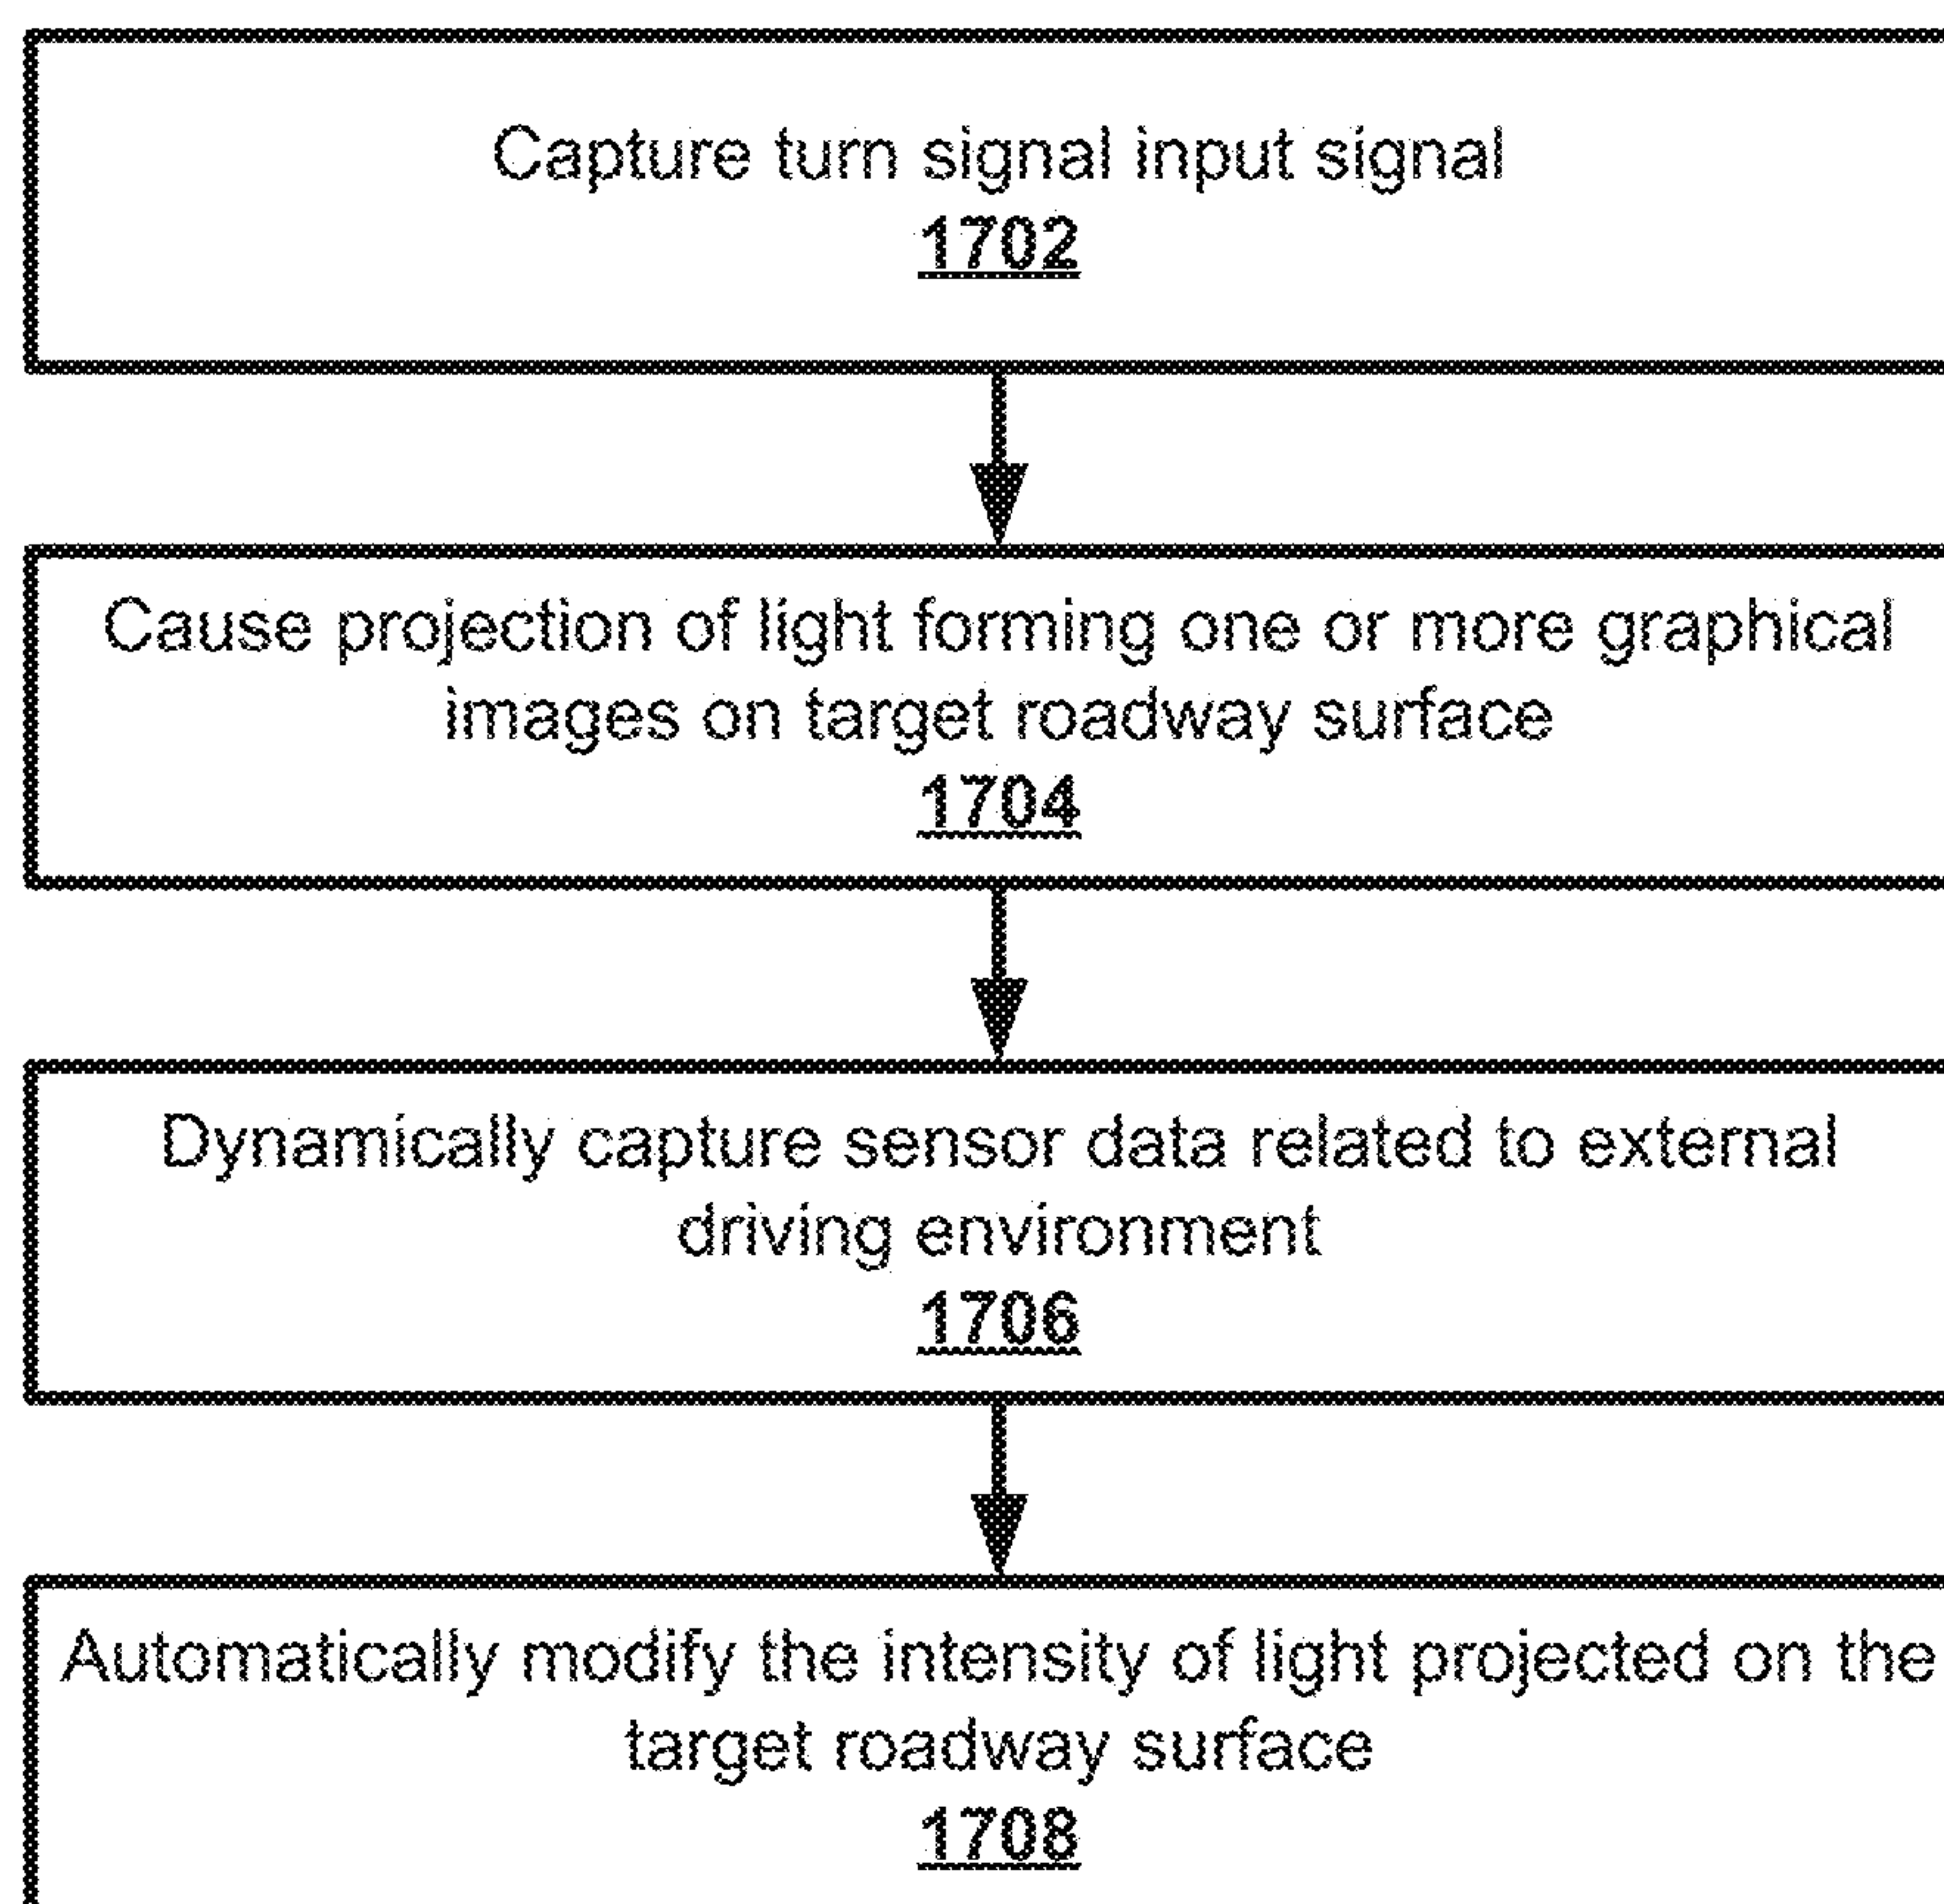 Capture turn signal input signal
1702
Cause projection of light forming one or more graphical
images on target roadway surface
1704
Dynamically capture sensor data related to external
driving environment
1706
Automatically modify the intensity of light projected on the
target roadway surface
1708